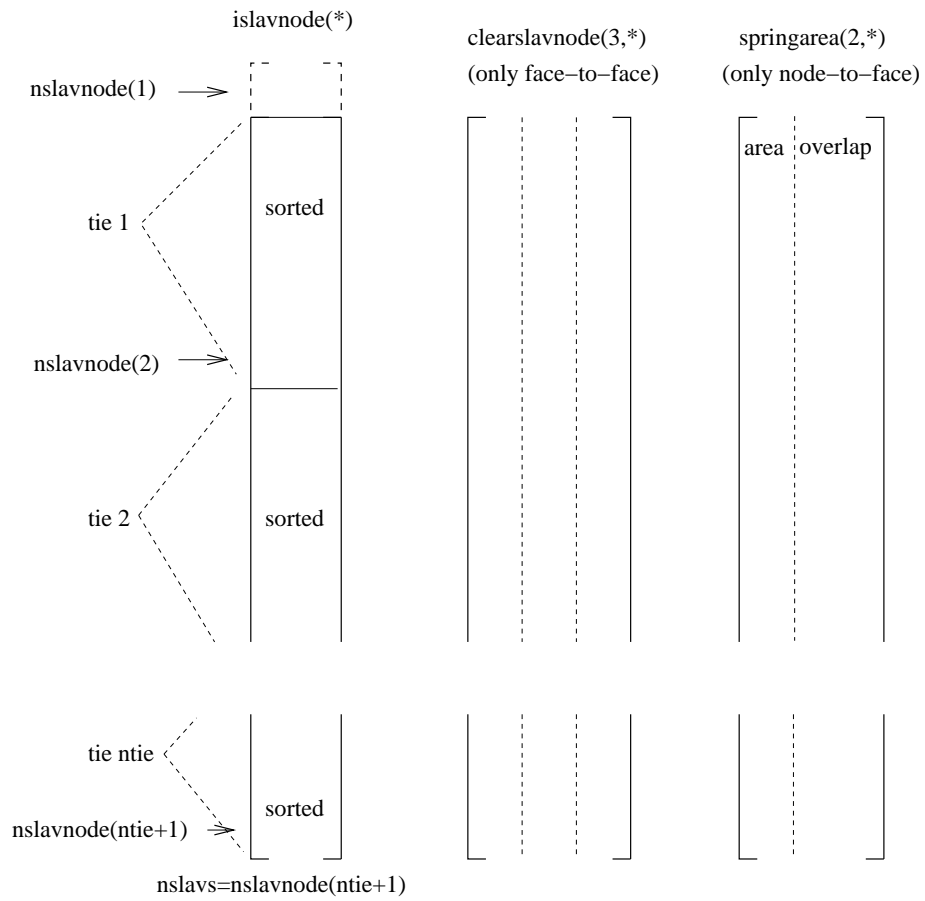 islavnode(*)
clearslavnode(3,*)
(only face−to−face)
springarea(2,*)
(only node−to−face)
nslavnode(1)
area
overlap
tie 1
sorted
nslavnode(2)
tie 2
sorted
tie ntie
sorted
nslavnode(ntie+1)
nslavs=nslavnode(ntie+1)